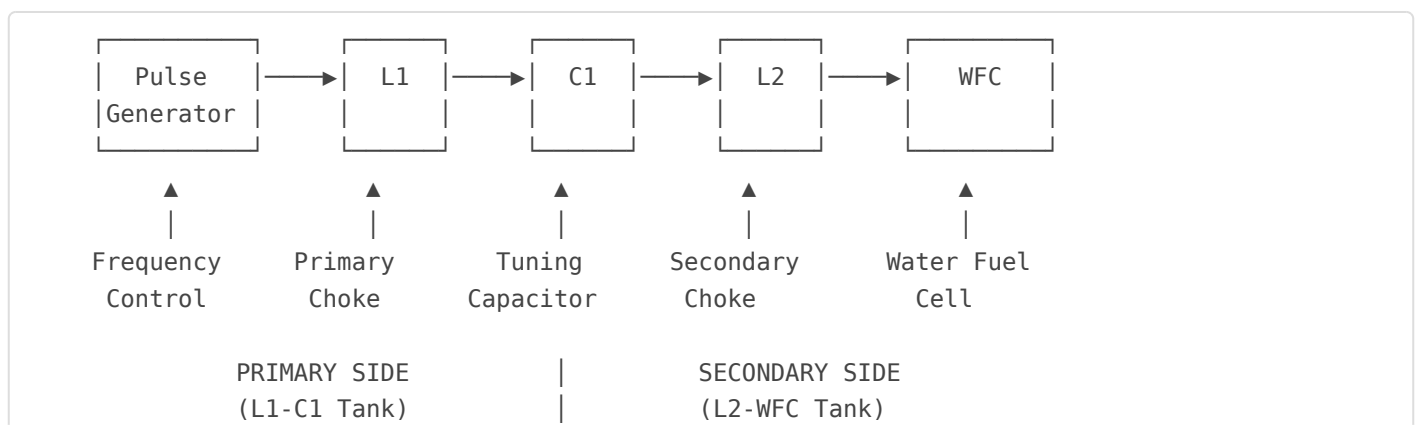 Pulse L1 C1 L2 WFC
Generator
Frequency Primary Tuning Secondary Water Fuel
Control Choke Capacitor Choke Cell
PRIMARY SIDE SECONDARY SIDE
(L1-C1 Tank) (L2-WFC Tank)